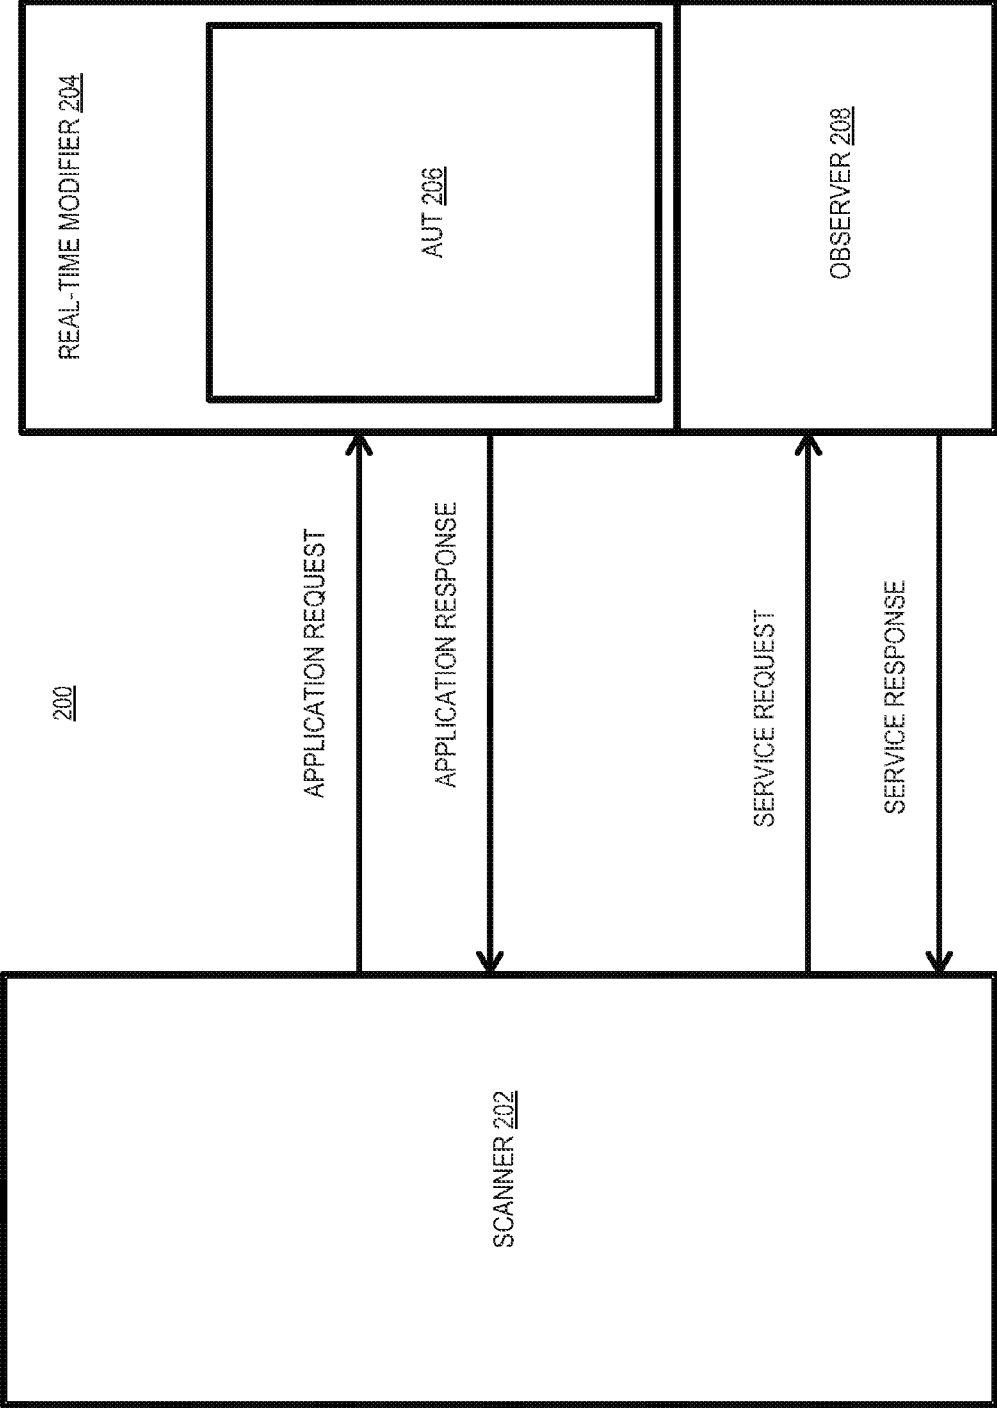 200
SCANNER 202
APPLICATION REQUEST
APPLICATION RESPONSE
SERVICE REQUEST
SERVICE RESPONSE
REAL-TIME MODIFIER 204
AUT 206
OBSERVER 208